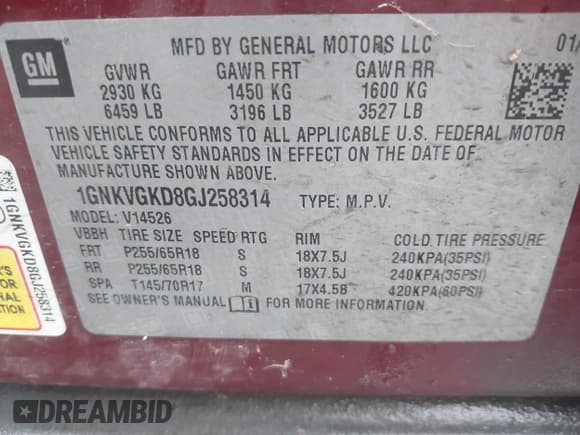 GM
MFD BY GENERAL MOTORS LLC 01/
GVWR GAWR FRT GAWR RR
2930 KG 1450 KG 1600 KG
6459 LB 3196 LB 3527 LB
THIS VEHICLE CONFORMS TO ALL APPLICABLE U.S. FEDERAL MOTOR
VEHICLE SAFETY STANDARDS IN EFFECT ON THE DATE OF
MANUFACTURE SHOWN ABOVE.
1GNKVGKD8GJ258314 TYPE: M.P.V.
MODEL: V14526
VBBH TIRE SIZE SPEED RTG RIM COLD TIRE PRESSURE
FRT P255/65R18 S 18X7.5J 240KPA(35PSI)
RR P255/65R18 S 18X7.5J 240KPA(35PSI)
SPA T145/70R17 M 17X4.5B 420KPA(60PSI)
SEE OWNER'S MANUAL FOR MORE INFORMATION.
1GNKVGKD8GJ258314
DREAMBID